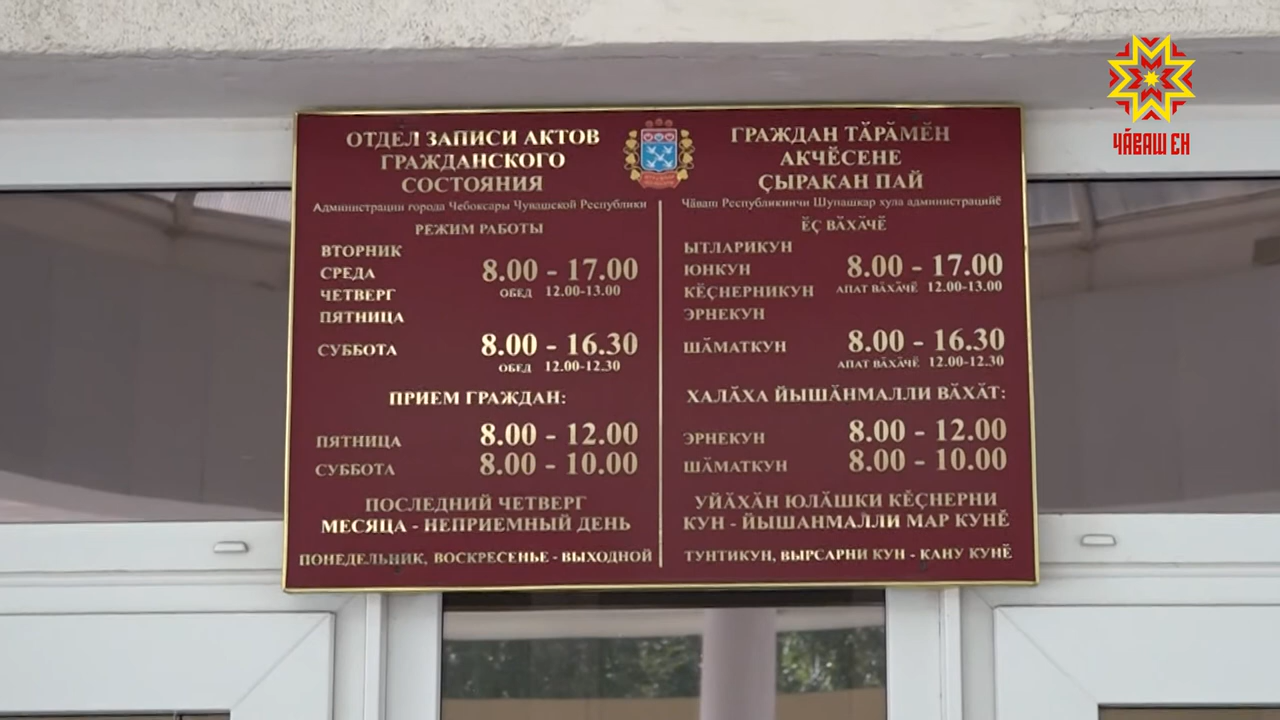 ОТДЕЛ ЗАПИСИ АКТОВ
ГРАЖДАНСКОГО
СОСТОЯНИЯ
Администрации города Чебоксары Чувашской Республики
РЕЖИМ РАБОТЫ
ВТОРНИК
СРЕДА 8.00 - 17.00
ЧЕТВЕРГ ОБЕД 12.00-13.00
ПЯТНИЦА
СУББОТА 8.00 - 16.30
ОБЕД 12.00-12.30
ПРИЕМ ГРАЖДАН:
ПЯТНИЦА 8.00 - 12.00
СУББОТА 8.00 - 10.00
ПОСЛЕДНИЙ ЧЕТВЕРГ
МЕСЯЦА - НЕПРИЕМНЫЙ ДЕНЬ
ПОНЕДЕЛЬНИК, ВОСКРЕСЕНЬЕ - ВЫХОДНОЙ
ГРАЖДАН ТӐРӐМӖН
АКЧӖСЕНЕ
ҪЫРАКАН ПАЙ
Чӑваш Республикинчи Шупашкар хула администрацийӗ
ӖҪ ВӐХӐЧӖ
ЫТЛАРИКУН
ЮНКУН 8.00 - 17.00
КӖҪНЕРНИКУН АПАТ ВӐХӐЧӖ 12.00-13.00
ЭРНЕКУН
ШӐМАТКУН 8.00 - 16.30
АПАТ ВӐХӐЧӖ 12.00-12.30
ХАЛӐХА ЙЫШӐНМАЛЛИ ВӐХӐТ:
ЭРНЕКУН 8.00 - 12.00
ШӐМАТКУН 8.00 - 10.00
УЙӐХӐН ЮЛАШКИ КӖҪНЕРНИ
КУН - ЙЫШАНМАЛЛИ МАР КУНӖ
ТУНТИКУН, ВЫРСАРНИ КУН - КАНУ КУНӖ
ЧӐВАШ ЕН